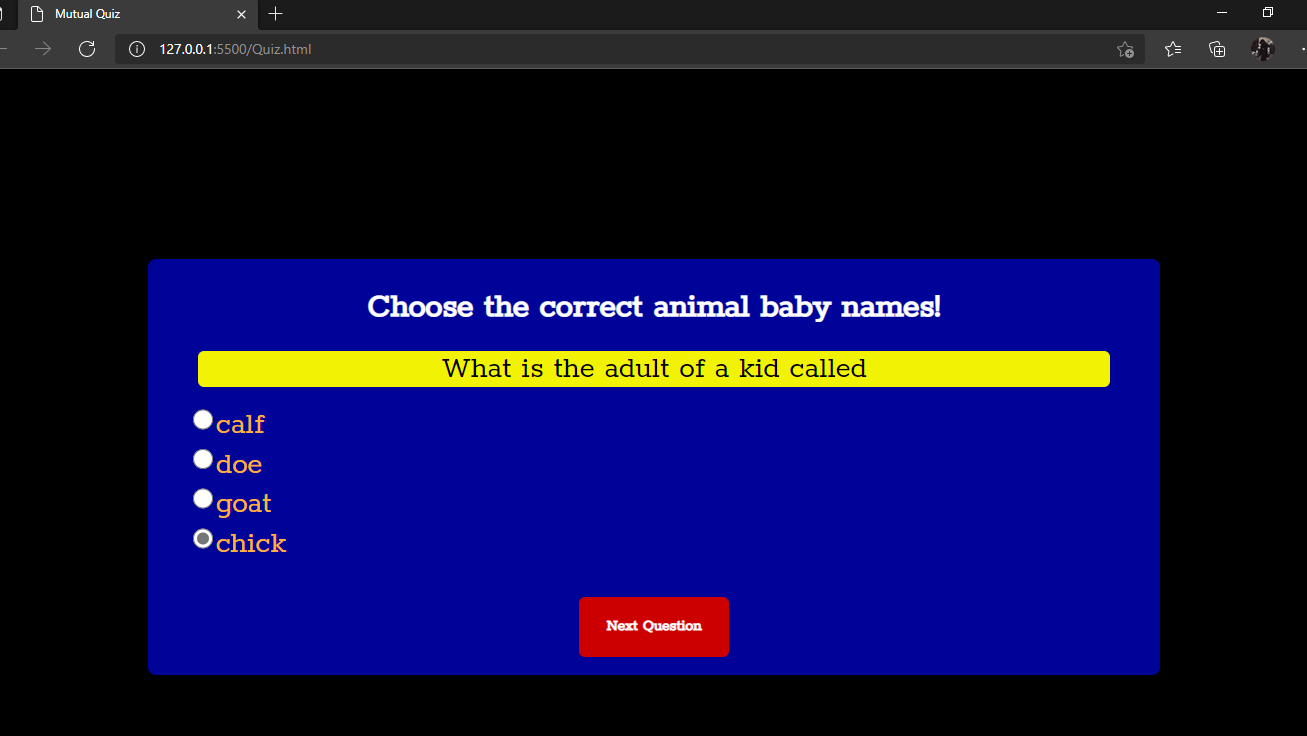 Mutual Quiz
127.0.0.1:5500/Quiz.html
Choose the correct animal baby names!
What is the adult of a kid called
calf
doe
goat
chick
Next Question